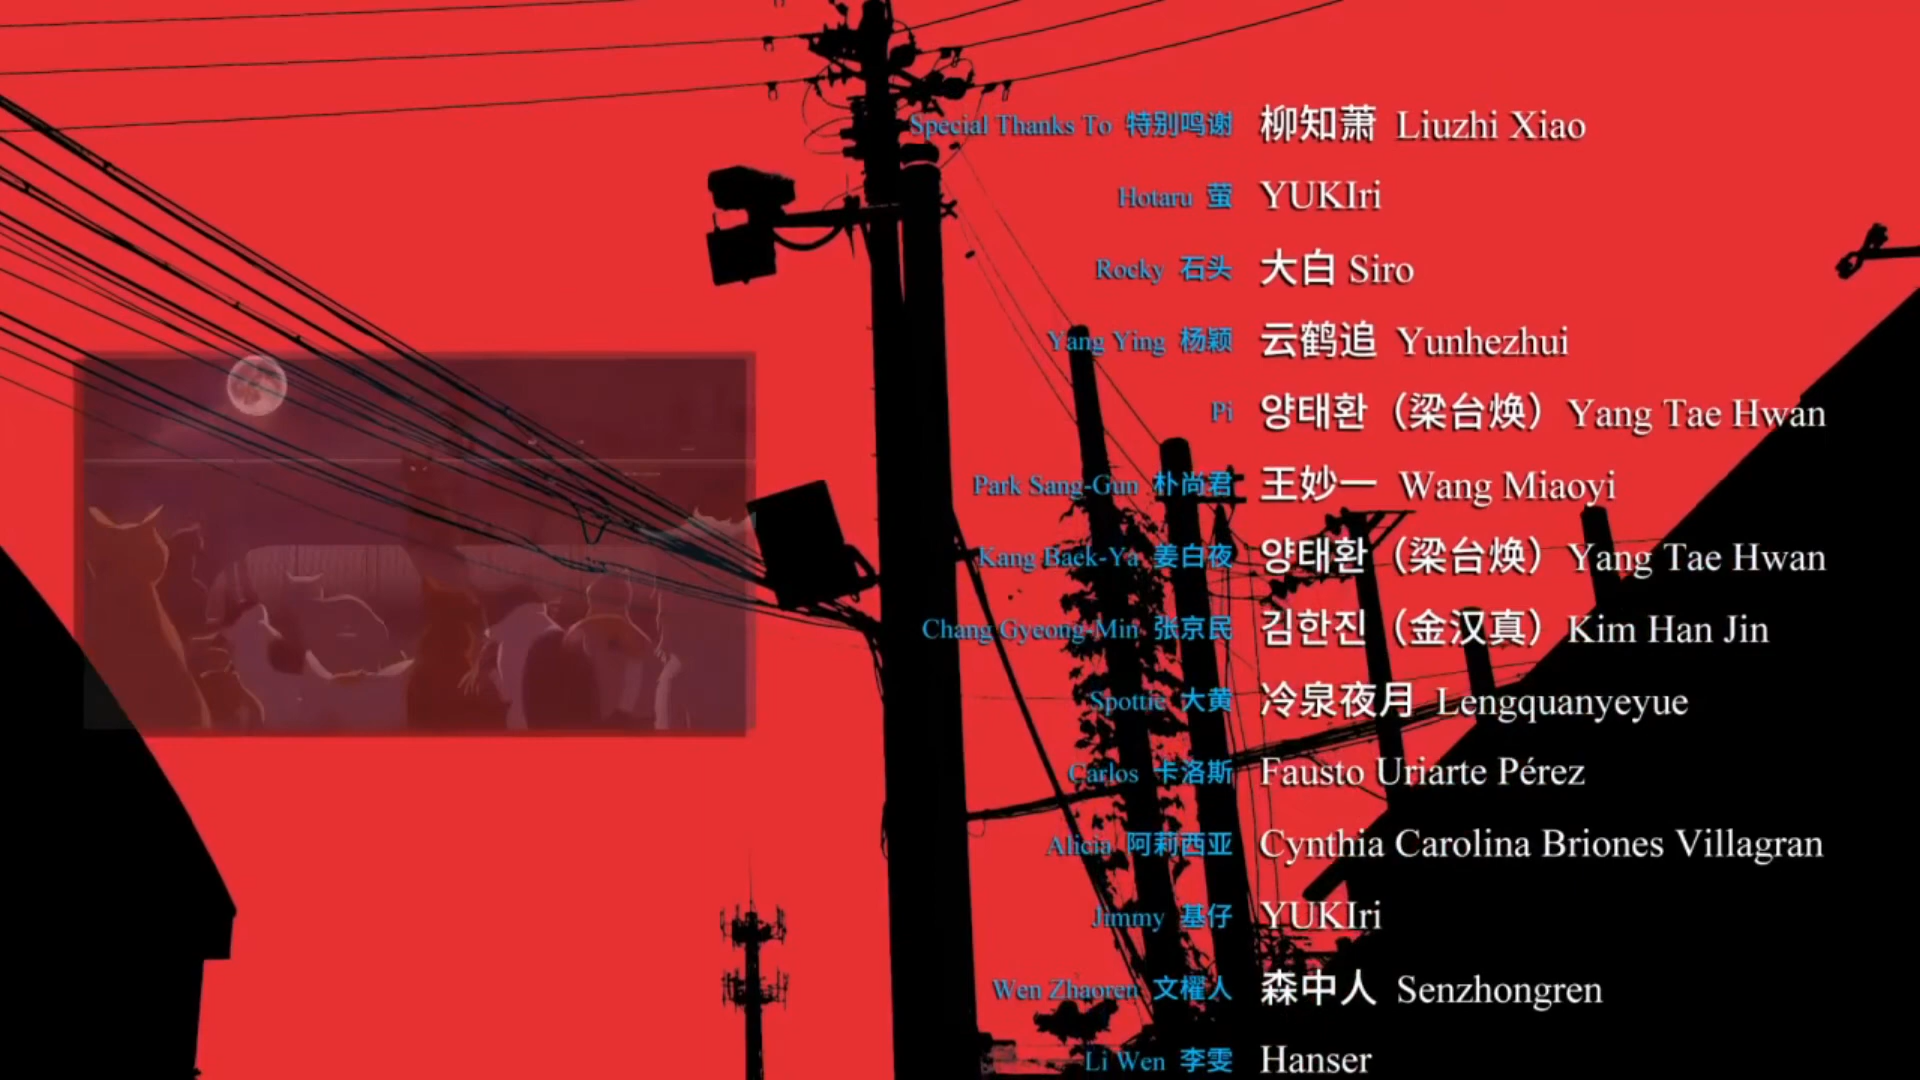 Special Thanks To 特别鸣谢 柳知萧 Liuzhi Xiao
Hotaru 萤 YUKIri
Rocky 石头 大白 Siro
Yang Ying 杨颖 云鹤追 Yunhezhui
Pi 양태환（梁台焕）Yang Tae Hwan
Park Sang-Gun 朴尚君 王妙一 Wang Miaoyi
Kang Baek-Ya 姜白夜 양태환（梁台焕）Yang Tae Hwan
Chang Gyeong-Min 张京民 김한진（金汉真）Kim Han Jin
Spottie 大黄 冷泉夜月 Lengquanyeyue
Carlos 卡洛斯 Fausto Uriarte Pérez
Alicia 阿莉西亚 Cynthia Carolina Briones Villagran
Jimmy 基仔 YUKIri
Wen Zhaoren 文櫂人 森中人 Senzhongren
Li Wen 李雯 Hanser